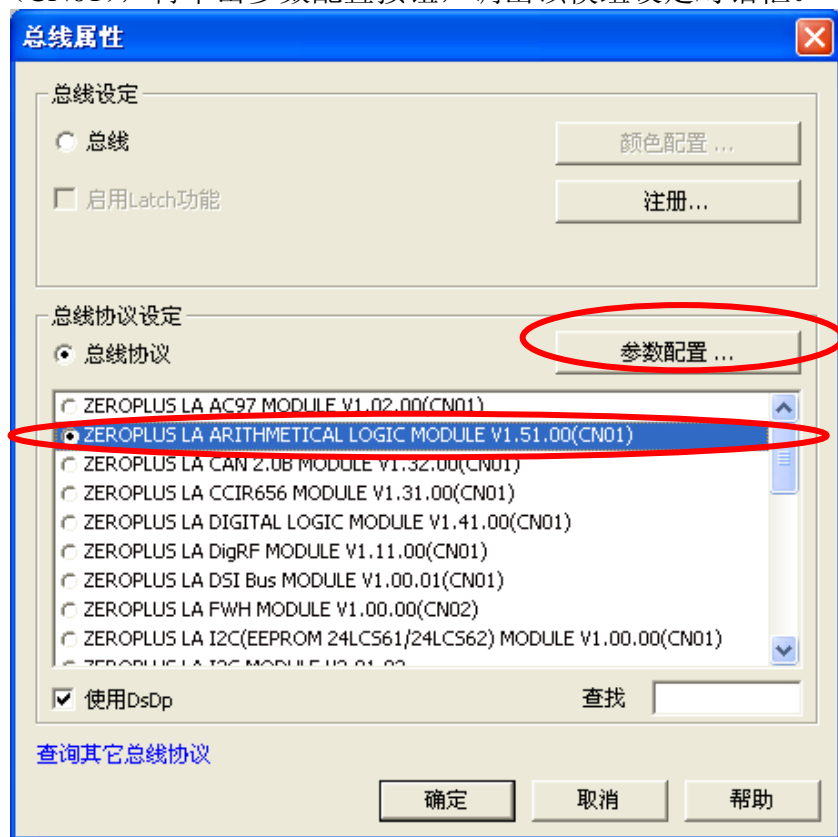 总线属性
总线设定
总线
颜色配置 ...
启用Latch功能
注册...
总线协议设定
总线协议
参数配置 ...
ZEROPLUS LA AC97 MODULE V1.02.00(CN01)
ZEROPLUS LA ARITHMETICAL LOGIC MODULE V1.51.00(CN01)
ZEROPLUS LA CAN 2.0B MODULE V1.32.00(CN01)
ZEROPLUS LA CCIR656 MODULE V1.31.00(CN01)
ZEROPLUS LA DIGITAL LOGIC MODULE V1.41.00(CN01)
ZEROPLUS LA DigRF MODULE V1.11.00(CN01)
ZEROPLUS LA DSI Bus MODULE V1.00.01(CN01)
ZEROPLUS LA FWH MODULE V1.00.00(CN02)
ZEROPLUS LA I2C(EEPROM 24LCS61/24LCS62) MODULE V1.00.00(CN01)
使用DsDp
查找
查询其它总线协议
确定
取消
帮助